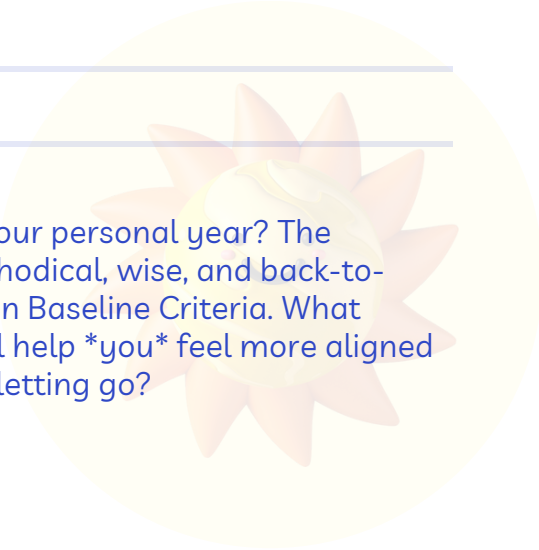 our personal year? The
hodical, wise, and back-to-
n Baseline Criteria. What
l help *you* feel more aligned
letting go?